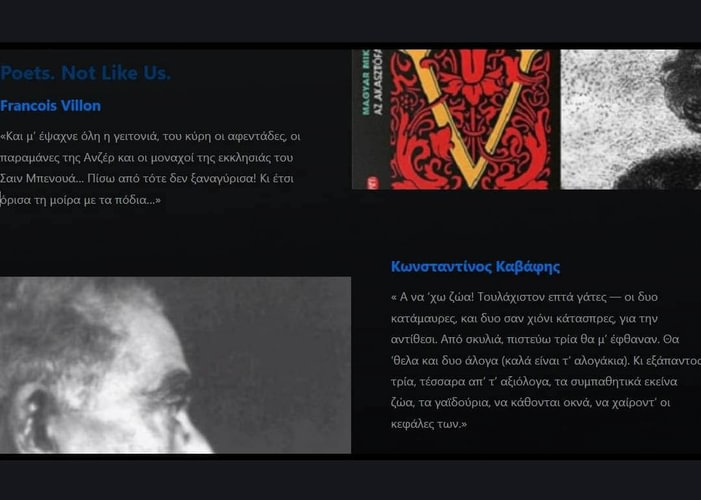 Poets. Not Like Us.
Francois Villon
«Και μ' έψαχνε όλη η γειτονιά, του κύρη οι αφεντάδες, οι
παραμάνες της Ανζέρ και οι μοναχοί της εκκλησιάς του
Σαιν Μπενουά... Πίσω από τότε δεν ξαναγύρισα! Κι έτσι
όρισα τη μοίρα με τα πόδια...»
MAGYAR MIK
AZ AKASZTÓFA
V
Κωνσταντίνος Καβάφης
« Α να 'χω ζώα! Τουλάχιστον επτά γάτες — οι δυο
κατάμαυρες, και δυο σαν χιόνι κάτασπρες, για την
αντίθεσι. Από σκυλιά, πιστεύω τρία θα μ' έφθαναν. Θα
'θελα και δυο άλογα (καλά είναι τ' αλογάκια). Κι εξάπαντος
τρία, τέσσαρα απ' τ' αξιόλογα, τα συμπαθητικά εκείνα
ζώα, τα γαϊδούρια, να κάθονται οκνά, να χαίροντ' οι
κεφάλες των.»